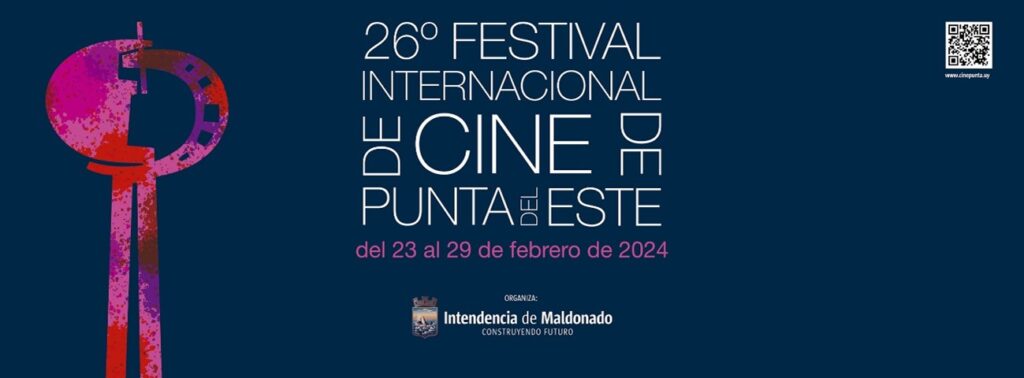 26º FESTIVAL
INTERNACIONAL
DE CINE DE
PUNTA DEL ESTE
del 23 al 29 de febrero de 2024
ORGANIZA:
Intendencia de Maldonado
CONSTRUYENDO FUTURO
www.cinepunta.uy